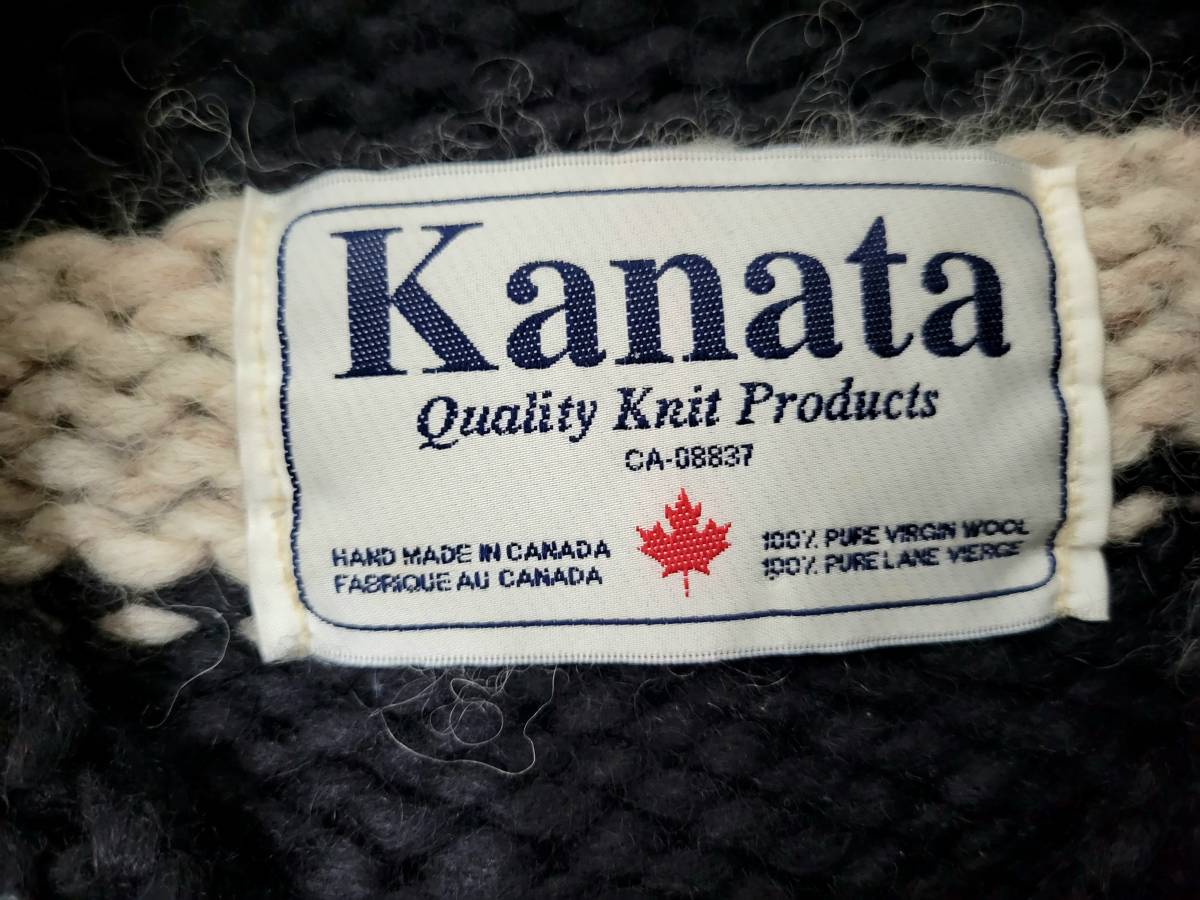 Kanata
Quality Knit Products
CA-08837
HAND MADE IN CANADA
FABRIQUE AU CANADA
100% PURE VIRGIN WOOL
100% PURE LANE VIERGE